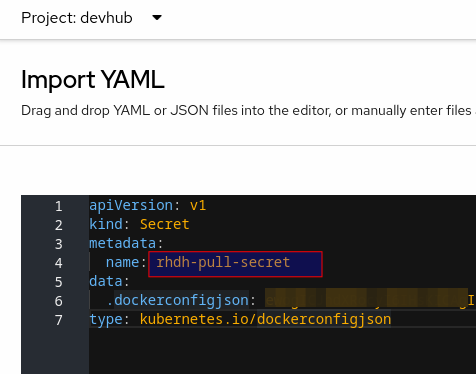 Project: devhub
Import YAML
Drag and drop YAML or JSON files into the editor, or manually enter files
1 apiVersion: v1
2 kind: Secret
3 metadata:
4 name: rhdh-pull-secret
5 data:
6 .dockerconfigjson:
7 type: kubernetes.io/dockerconfigjson